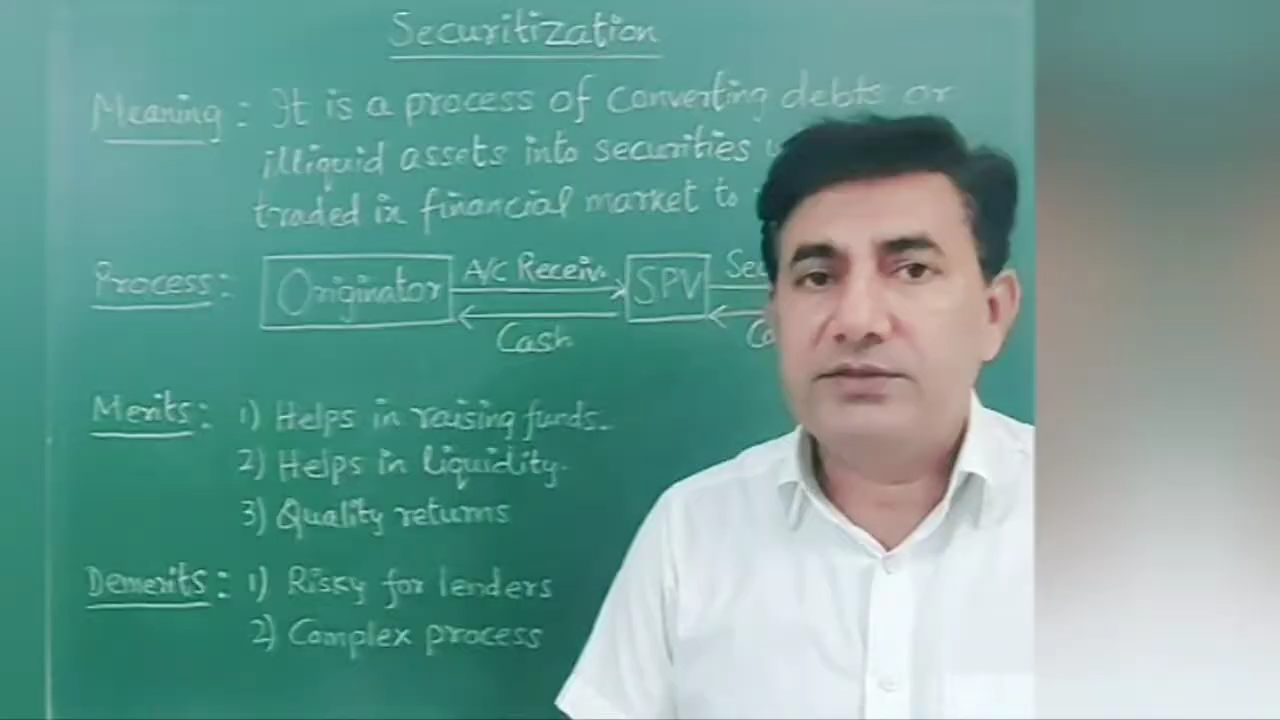 Securitization
Meaning: It is a process of converting debts or
illiquid assets into securities
traded in financial market to
Process: Originator A/C Receiv. SPV Sec
Cash
Merits: 1) Helps in raising funds.
2) Helps in liquidity.
3) Quality returns
Demerits: 1) Risky for lenders
2) Complex process